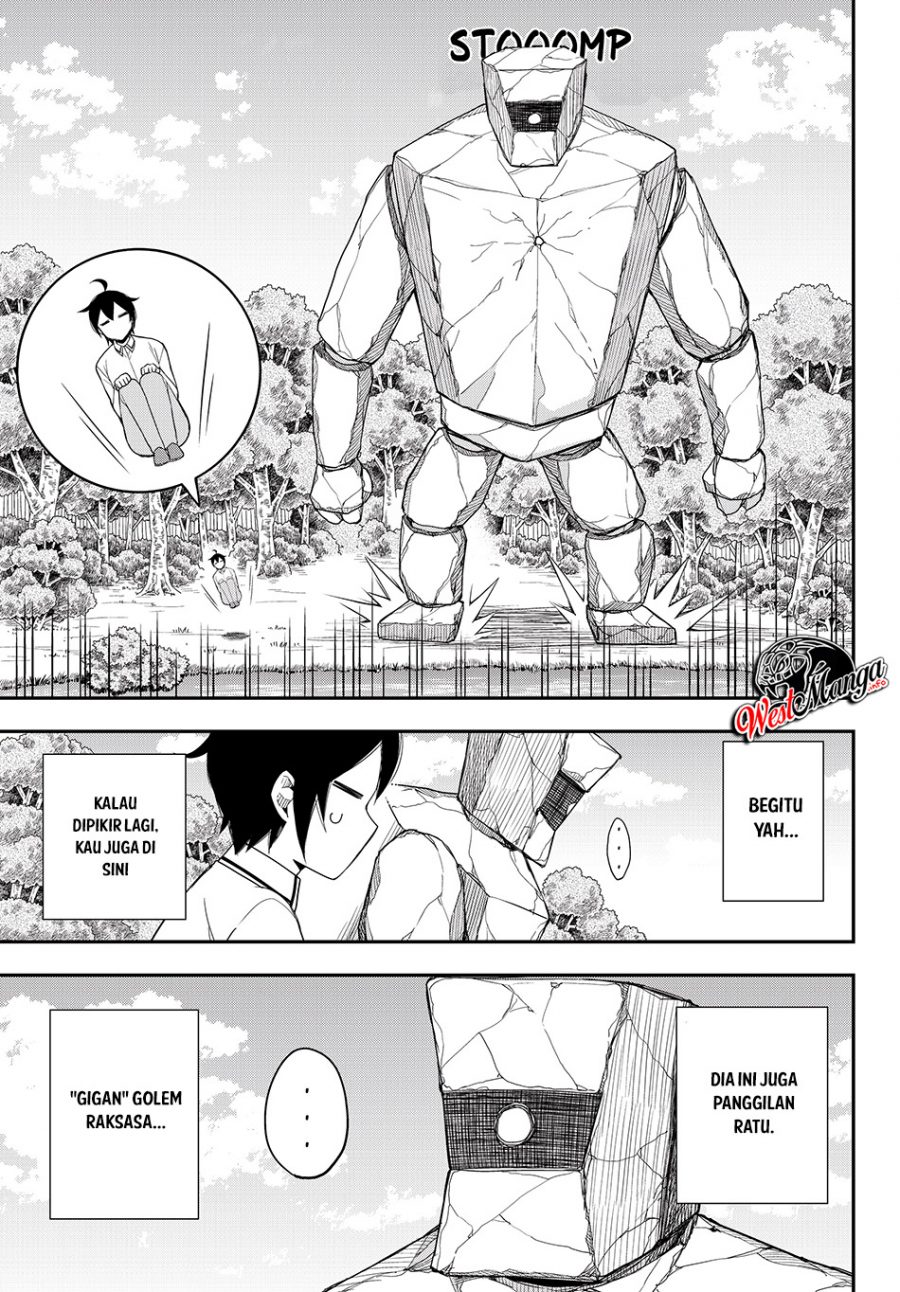 STOOOMP
WestManga
.info
BEGITU
YAH...
. . .
KALAU
DIPIKIR LAGI,
KAU JUGA DI
SINI
DIA INI JUGA
PANGGILAN
RATU.
. . .
"GIGAN" GOLEM
RAKSASA...